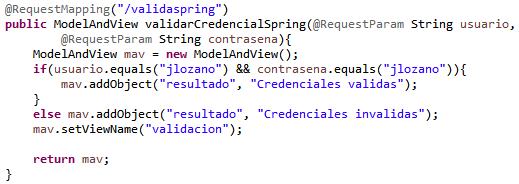 @RequestMapping("/validaspring")
public ModelAndView validarCredencialSpring(@RequestParam String usuario,
        @RequestParam String contrasena){
    ModelAndView mav = new ModelAndView();
    if(usuario.equals("jlozano") && contrasena.equals("jlozano")){
        mav.addObject("resultado", "Credenciales validas");
    }
    else mav.addObject("resultado", "Credenciales invalidas");
    mav.setViewName("validacion");

    return mav;
}